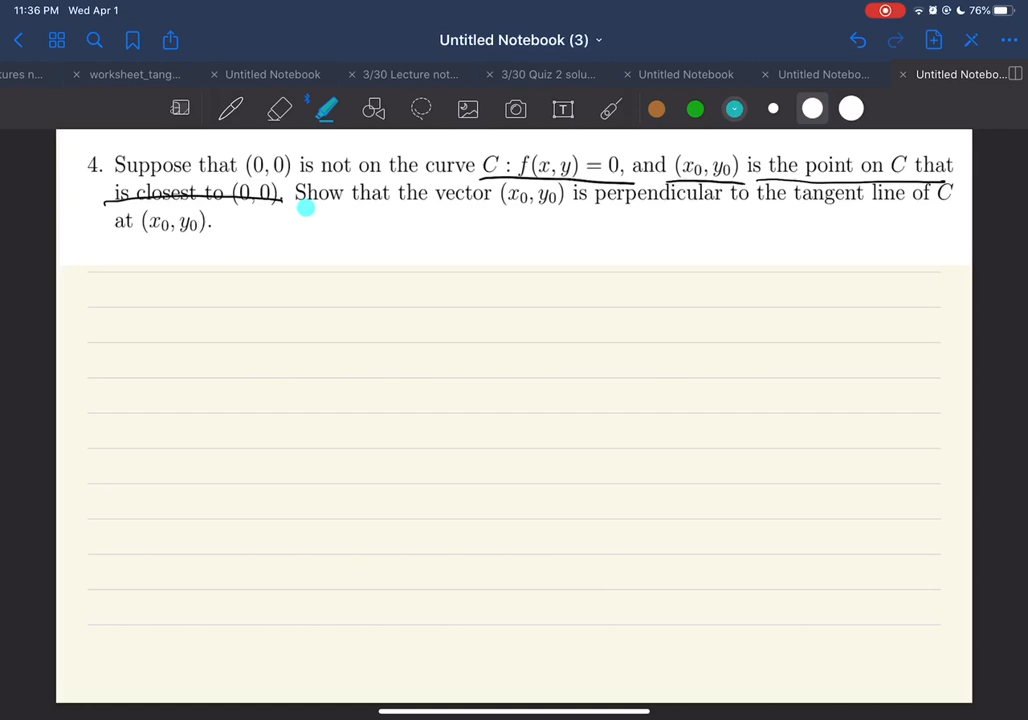 11:36 PM Wed Apr 1
76%
Untitled Notebook (3)
tures n...
worksheet_tang...
Untitled Notebook
3/30 Lecture not...
3/30 Quiz 2 solu...
Untitled Notebook
Untitled Notebo...
Untitled Notebo...
4. Suppose that (0, 0) is not on the curve C : f(x, y) = 0, and (x₀, y₀) is the point on C that
is closest to (0, 0). Show that the vector (x₀, y₀) is perpendicular to the tangent line of C
at (x₀, y₀).